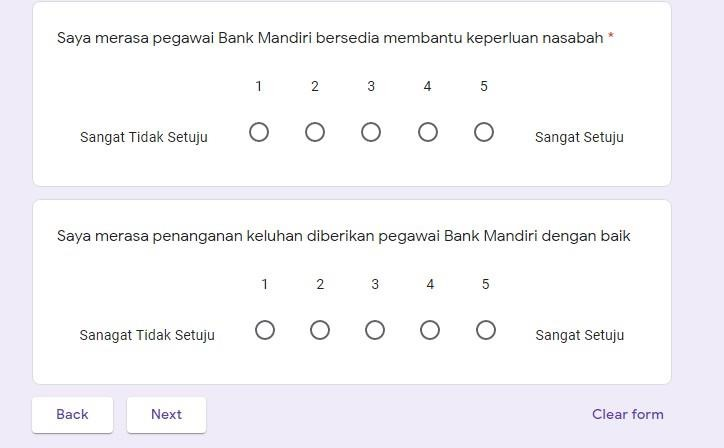 Saya merasa pegawai Bank Mandiri bersedia membantu keperluan nasabah *
1 2 3 4 5
Sangat Tidak Setuju Sangat Setuju
Saya merasa penanganan keluhan diberikan pegawai Bank Mandiri dengan baik
1 2 3 4 5
Sanagat Tidak Setuju Sangat Setuju
Back Next Clear form